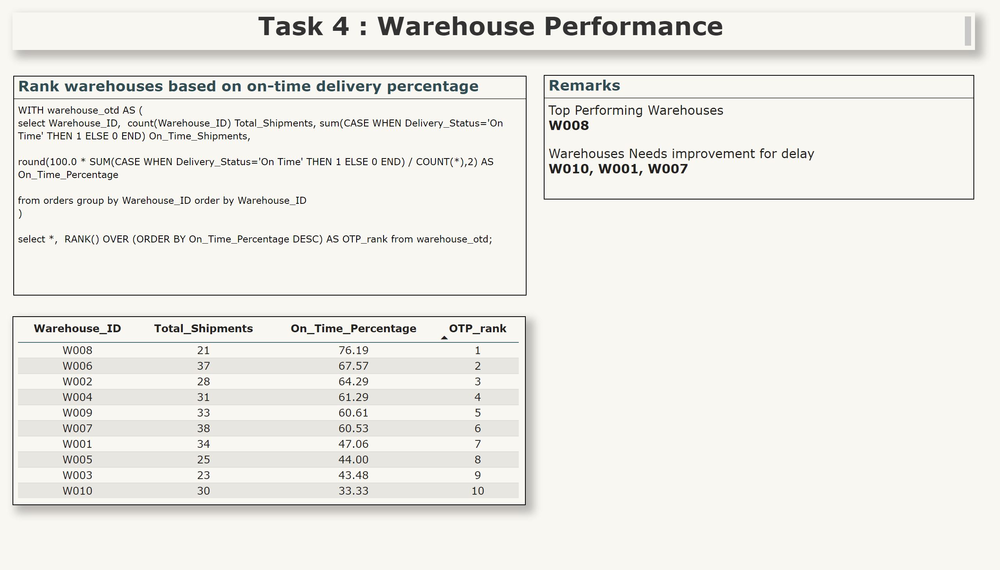 Task 4 : Warehouse Performance
Rank warehouses based on on-time delivery percentage
WITH warehouse_otd AS (
select Warehouse_ID,  count(Warehouse_ID) Total_Shipments, sum(CASE WHEN Delivery_Status='On
Time' THEN 1 ELSE 0 END) On_Time_Shipments,
round(100.0 * SUM(CASE WHEN Delivery_Status='On Time' THEN 1 ELSE 0 END) / COUNT(*),2) AS
On_Time_Percentage
from orders group by Warehouse_ID order by Warehouse_ID
)
select *,  RANK() OVER (ORDER BY On_Time_Percentage DESC) AS OTP_rank from warehouse_otd;
Remarks
Top Performing Warehouses
W008
Warehouses Needs improvement for delay
W010, W001, W007
Warehouse_ID Total_Shipments On_Time_Percentage OTP_rank
W008 21 76.19 1
W006 37 67.57 2
W002 28 64.29 3
W004 31 61.29 4
W009 33 60.61 5
W007 38 60.53 6
W001 34 47.06 7
W005 25 44.00 8
W003 23 43.48 9
W010 30 33.33 10